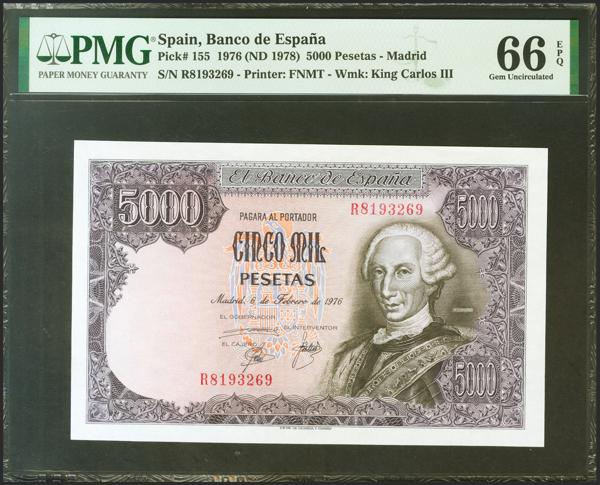 PMG®
PAPER MONEY GUARANTY
Spain, Banco de España
Pick# 155 1976 (ND 1978) 5000 Pesetas - Madrid
S/N R8193269 - Printer: FNMT - Wmk: King Carlos III
66 EPQ
Gem Uncirculated
El Banco de España
5000
5000
PAGARA AL PORTADOR
R8193269
CINCO MIL
PESETAS
Madrid, 6 de Febrero de 1976
EL GOBERNADOR
EL INTERVENTOR
EL CAJERO
R8193269
5000